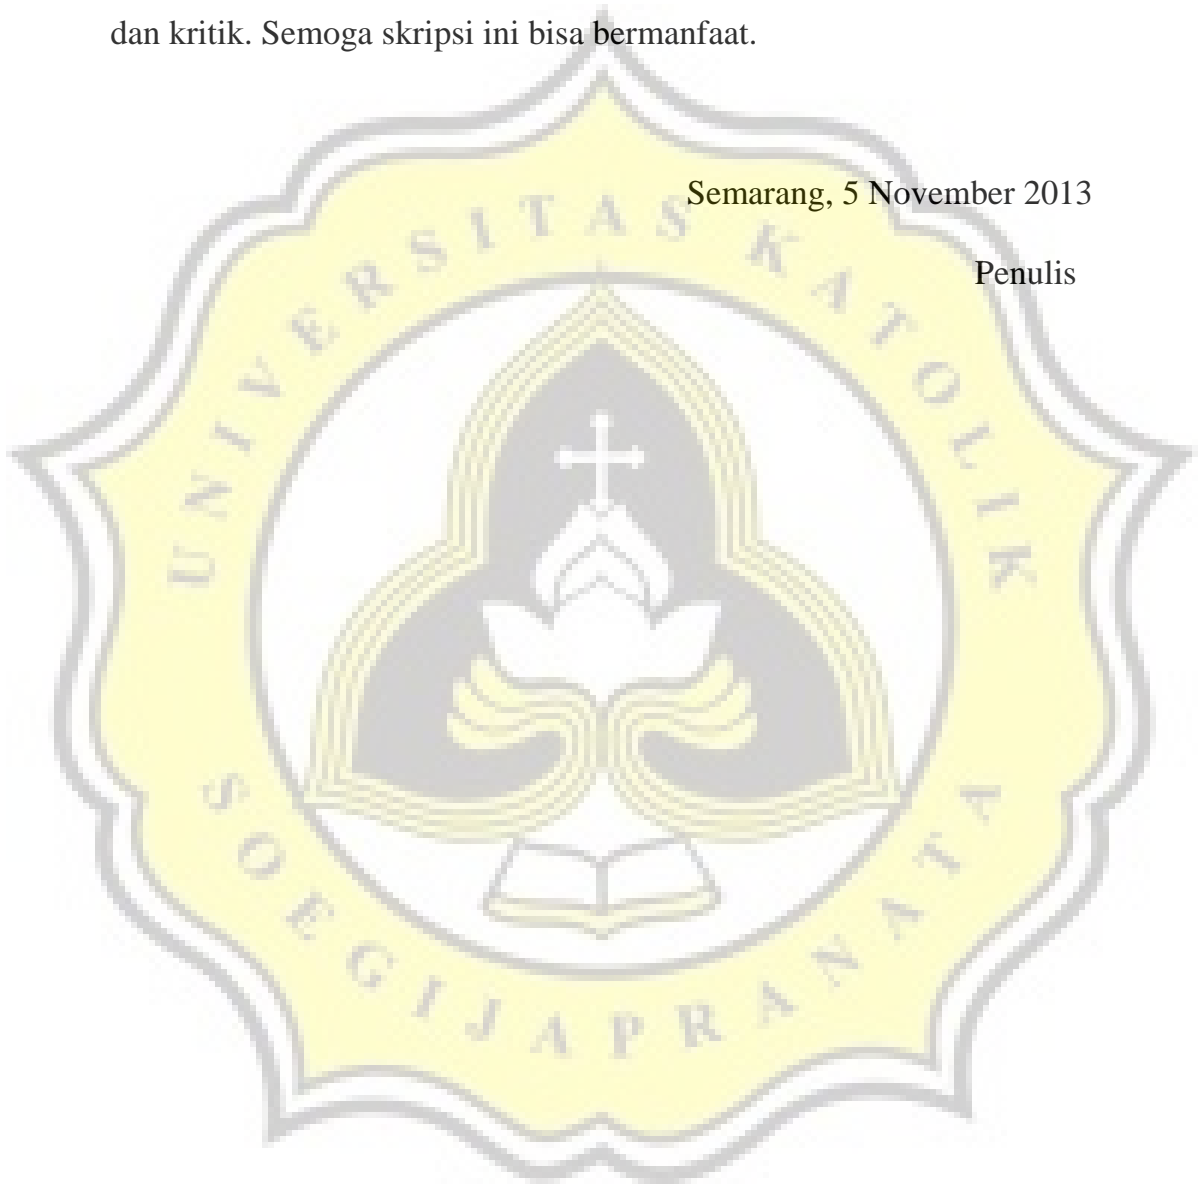 dan kritik. Semoga skripsi ini bisa bermanfaat.
Semarang, 5 November 2013
Penulis
UNIVERSITAS KATOLIK
SOEGIJAPRANATA